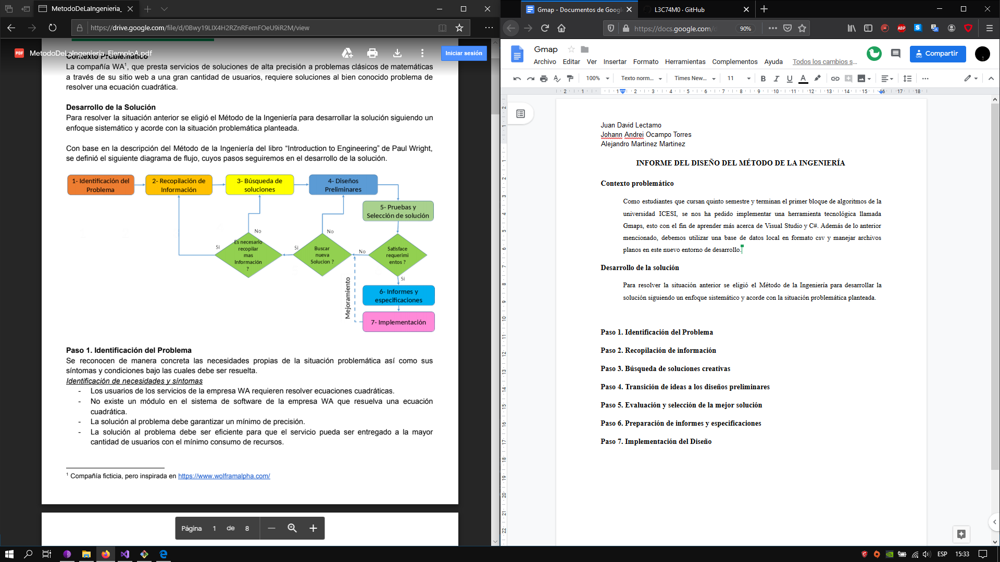 MetodoDeLaIngenieria_
https://drive.google.com/file/d/0Bwy19LIX4H2RZnRFemFOeU9iR2M/view
MetodoDeLaIngenieria_EjemploA.pdf
Iniciar sesión
Contexto Problemático
La compañía WA¹, que presta servicios de soluciones de alta precisión a problemas clásicos de matemáticas
a través de su sitio web a una gran cantidad de usuarios, requiere soluciones al bien conocido problema de
resolver una ecuación cuadrática.
Desarrollo de la Solución
Para resolver la situación anterior se eligió el Método de la Ingeniería para desarrollar la solución siguiendo un
enfoque sistemático y acorde con la situación problemática planteada.
Con base en la descripción del Método de la Ingeniería del libro “Introduction to Engineering” de Paul Wright,
se definió el siguiente diagrama de flujo, cuyos pasos seguiremos en el desarrollo de la solución.
1- Identificación del
Problema
2- Recopilación de
Información
3- Búsqueda de
soluciones
4- Diseños
Preliminares
5- Pruebas y
Selección de solución
No
No
Si
Es necesario
recopilar
mas
Información
?
Si
Buscar
nueva
Solucion ?
No
Satisface
requerimi
entos ?
Si
Mejoramiento
6- Informes y
especificaciones
7- Implementación
Paso 1. Identificación del Problema
Se reconocen de manera concreta las necesidades propias de la situación problemática así como sus
síntomas y condiciones bajo las cuales debe ser resuelta.
Identificación de necesidades y síntomas
- Los usuarios de los servicios de la empresa WA requieren resolver ecuaciones cuadráticas.
- No existe un módulo en el sistema de software de la empresa WA que resuelva una ecuación
cuadrática.
- La solución al problema debe garantizar un mínimo de precisión.
- La solución al problema debe ser eficiente para que el servicio pueda ser entregado a la mayor
cantidad de usuarios con el mínimo consumo de recursos.
¹ Compañía ficticia, pero inspirada en https://www.wolframalpha.com/
Página 1 de 8
Gmap - Documentos de Googl
L3C74M0 · GitHub
https://docs.google.com/d
90%
Gmap
Archivo Editar Ver Insertar Formato Herramientas Complementos Ayuda Todos los cambios s...
Compartir
100% Texto norm... Times New... 11
Juan David Lectamo
Johann Andrei Ocampo Torres
Alejandro Martinez Martinez
INFORME DEL DISEÑO DEL MÉTODO DE LA INGENIERÍA
Contexto problemático
Como estudiantes que cursan quinto semestre y terminan el primer bloque de algoritmos de la
universidad ICESI, se nos ha pedido implementar una herramienta tecnológica llamada
Gmaps, esto con el fin de aprender más acerca de Visual Studio y C#. Además de lo anterior
mencionado, debemos utilizar una base de datos local en formato csv y manejar archivos
planos en este nuevo entorno de desarrollo.
Desarrollo de la solución
Para resolver la situación anterior se eligió el Método de la Ingeniería para desarrollar la
solución siguiendo un enfoque sistemático y acorde con la situación problemática planteada.
Paso 1. Identificación del Problema
Paso 2. Recopilación de información
Paso 3. Búsqueda de soluciones creativas
Paso 4. Transición de ideas a los diseños preliminares
Paso 5. Evaluación y selección de la mejor solución
Paso 6. Preparación de informes y especificaciones
Paso 7. Implementación del Diseño
ESP 15:33